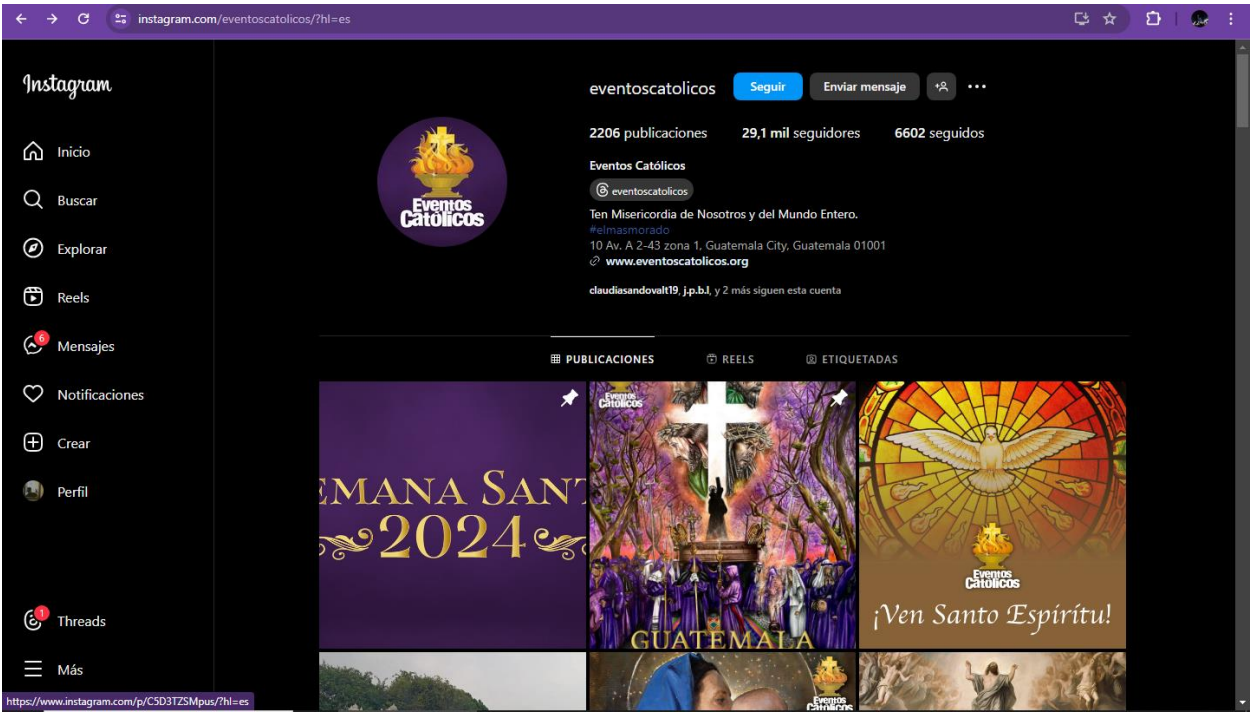 instagram.com/eventoscatolicos/?hl=es
Instagram
Inicio
Buscar
Explorar
Reels
6
Mensajes
Notificaciones
Crear
Perfil
1
Threads
Más
https://www.instagram.com/p/C5D3TZSMpus/?hl=es
Eventos
Católicos
eventoscatolicos Seguir Enviar mensaje
2206 publicaciones 29,1 mil seguidores 6602 seguidos
Eventos Católicos
eventoscatolicos
Ten Misericordia de Nosotros y del Mundo Entero.
#elmasmorado
10 Av. A 2-43 zona 1, Guatemala City, Guatemala 01001
www.eventoscatolicos.org
claudiasandovalt19, j.p.b.l, y 2 más siguen esta cuenta
PUBLICACIONES REELS ETIQUETADAS
EMANA SANT
2024
Eventos
Católicos
GUATEMALA
Eventos
Católicos
¡Ven Santo Espíritu!
Eventos
Católicos